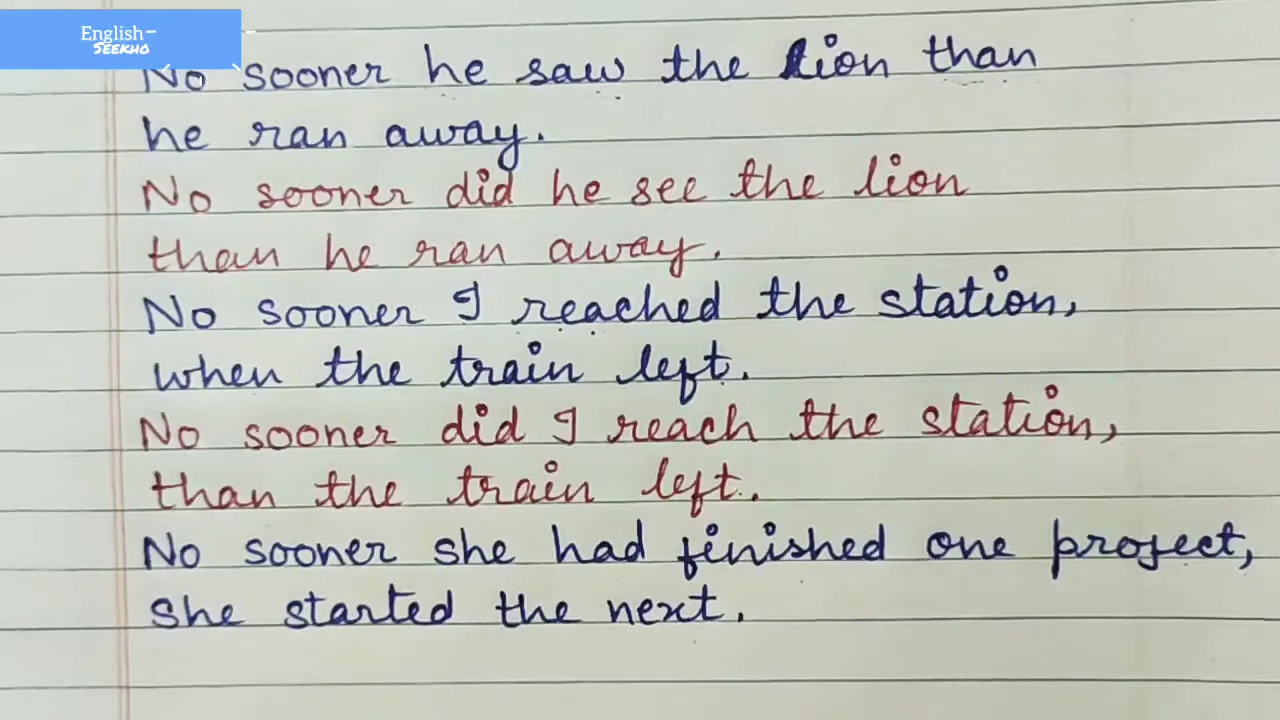 English
SEEKHO
No sooner he saw the lion than
he ran away.
No sooner did he see the lion
than he ran away.
No sooner I reached the station,
when the train left.
No sooner did I reach the station,
than the train left.
No sooner she had finished one project,
she started the next.